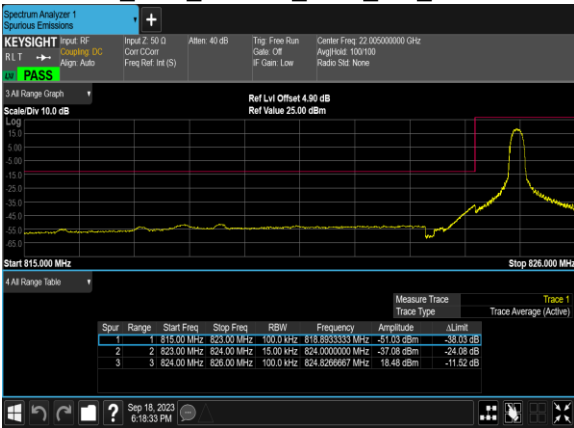 Spectrum Analyzer 1
Spurious Emissions
+
KEYSIGHT Input: RF
R L T Coupling: DC
Align: Auto
LXI PASS
Input Z: 50 Ω
Corr CCorr
Freq Ref: Int (S)
Atten: 40 dB
Trig: Free Run
Gate: Off
IF Gain: Low
Center Freq: 22.005000000 GHz
Avg|Hold: 100/100
Radio Std: None
3 All Range Graph
Ref Lvl Offset 4.90 dB
Scale/Div 10.0 dB Ref Value 25.00 dBm
Log
15.0
5.00
-5.00
-15.0
-25.0
-35.0
-45.0
-55.0
-65.0
Start 815.000 MHz Stop 826.000 MHz
4 All Range Table
Measure Trace Trace 1
Trace Type Trace Average (Active)
Spur Range Start Freq Stop Freq RBW Frequency Amplitude ΔLimit
1 1 815.00 MHz 823.00 MHz 100.0 kHz 818.8933333 MHz -51.03 dBm -38.03 dB
2 2 823.00 MHz 824.00 MHz 15.00 kHz 824.0000000 MHz -37.08 dBm -24.08 dB
3 3 824.00 MHz 826.00 MHz 100.0 kHz 824.8266667 MHz 18.48 dBm -11.52 dB
? Sep 18, 2023
6:18:33 PM